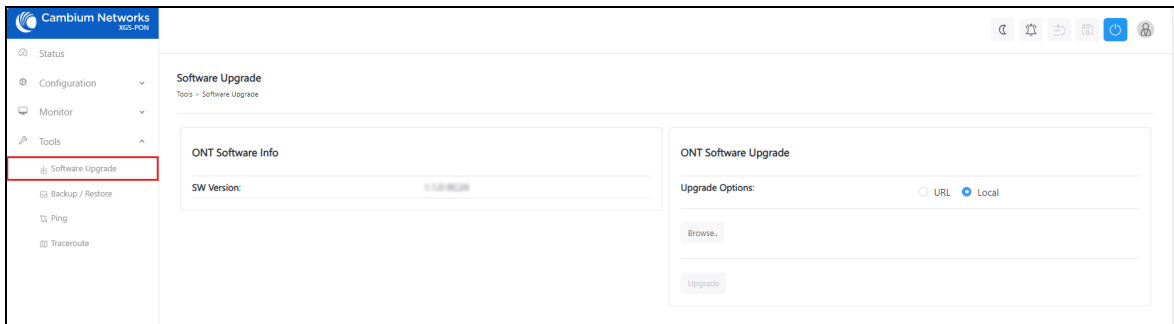 Cambium Networks
XGS-PON
Status
Configuration
Monitor
Tools
Software Upgrade
Backup / Restore
Ping
Traceroute
Software Upgrade
Tools > Software Upgrade
ONT Software Info
SW Version:
ONT Software Upgrade
Upgrade Options:
URL
Local
Browse..
Upgrade